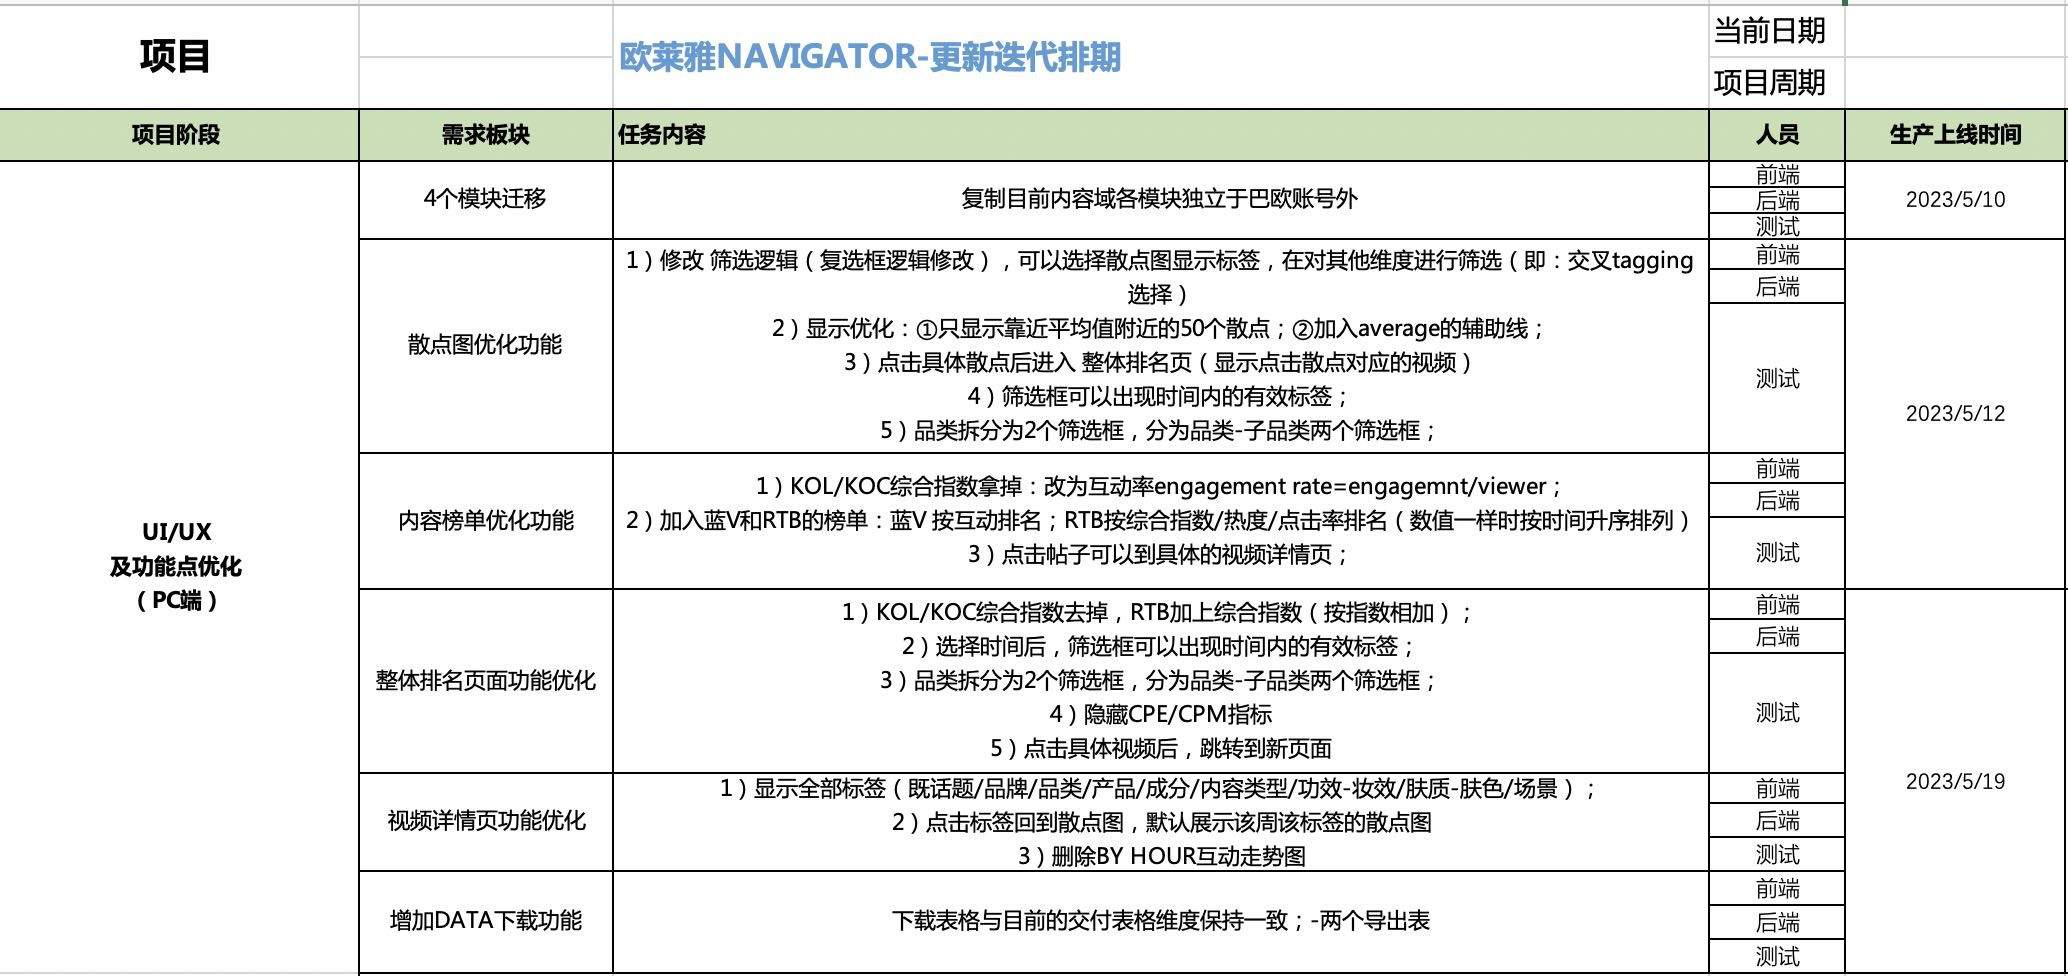 项目
欧莱雅NAVIGATOR-更新迭代排期
当前日期
项目周期
项目阶段
需求板块
任务内容
人员
生产上线时间
UI/UX
及功能点优化
（PC端）
4个模块迁移
复制目前内容域各模块独立于巴欧账号外
前端
后端
测试
2023/5/10
散点图优化功能
1）修改 筛选逻辑（复选框逻辑修改），可以选择散点图显示标签，在对其他维度进行筛选（即：交叉tagging
选择）
2）显示优化：①只显示靠近平均值附近的50个散点；②加入average的辅助线；
3）点击具体散点后进入 整体排名页（显示点击散点对应的视频）
4）筛选框可以出现时间内的有效标签；
5）品类拆分为2个筛选框，分为品类-子品类两个筛选框；
前端
后端
测试
2023/5/12
内容榜单优化功能
1）KOL/KOC综合指数拿掉：改为互动率engagement rate=engagemnt/viewer；
2）加入蓝V和RTB的榜单：蓝V 按互动排名；RTB按综合指数/热度/点击率排名（数值一样时按时间升序排列）
3）点击帖子可以到具体的视频详情页；
前端
后端
测试
整体排名页面功能优化
1）KOL/KOC综合指数去掉，RTB加上综合指数（按指数相加）；
2）选择时间后，筛选框可以出现时间内的有效标签；
3）品类拆分为2个筛选框，分为品类-子品类两个筛选框；
4）隐藏CPE/CPM指标
5）点击具体视频后，跳转到新页面
前端
后端
测试
2023/5/19
视频详情页功能优化
1）显示全部标签（既话题/品牌/品类/产品/成分/内容类型/功效-妆效/肤质-肤色/场景）；
2）点击标签回到散点图，默认展示该周该标签的散点图
3）删除BY HOUR互动走势图
前端
后端
测试
增加DATA下载功能
下载表格与目前的交付表格维度保持一致；-两个导出表
前端
后端
测试